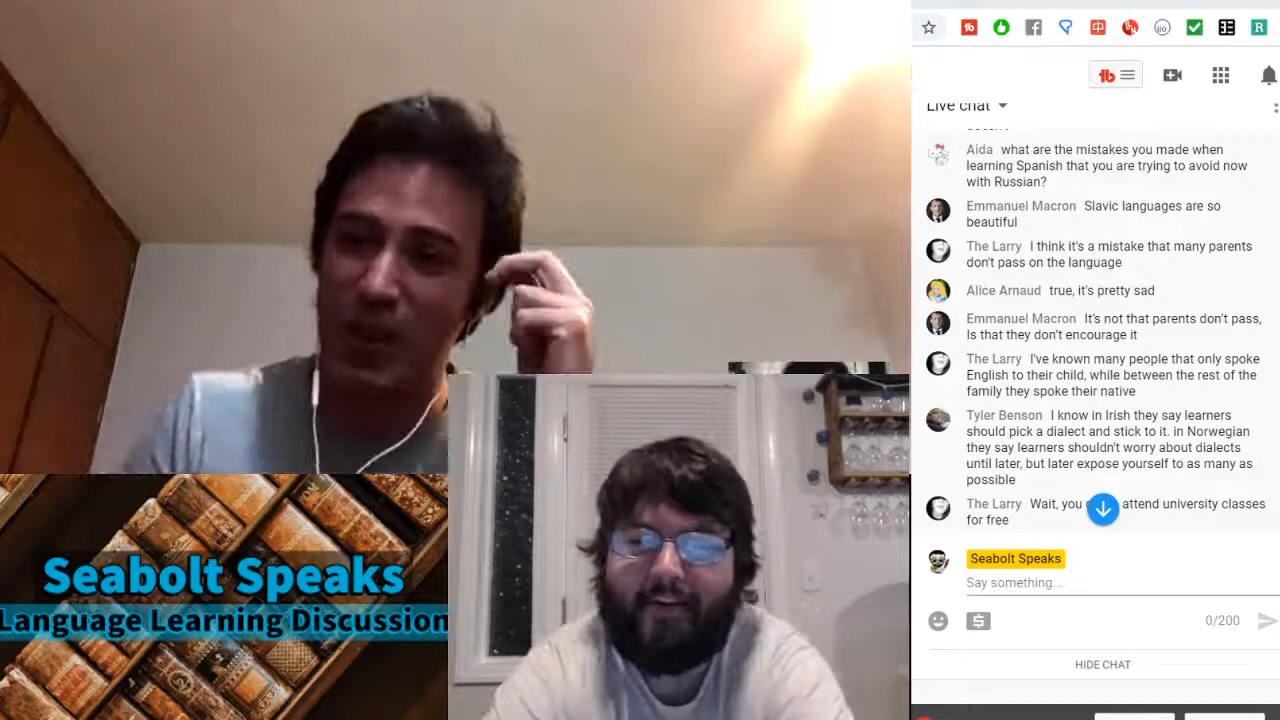 Live chat
Aida what are the mistakes you made when
learning Spanish that you are trying to avoid now
with Russian?
Emmanuel Macron Slavic languages are so
beautiful
The Larry I think it's a mistake that many parents
don't pass on the language
Alice Arnaud true, it's pretty sad
Emmanuel Macron It's not that parents don't pass,
Is that they don't encourage it
The Larry I've known many people that only spoke
English to their child, while between the rest of the
family they spoke their native
Tyler Benson I know in Irish they say learners
should pick a dialect and stick to it. in Norwegian
they say learners shouldn't worry about dialects
until later, but later expose yourself to as many as
possible
The Larry Wait, you attend university classes
for free
Seabolt Speaks
Say something...
0/200
HIDE CHAT
Seabolt Speaks
Language Learning Discussion